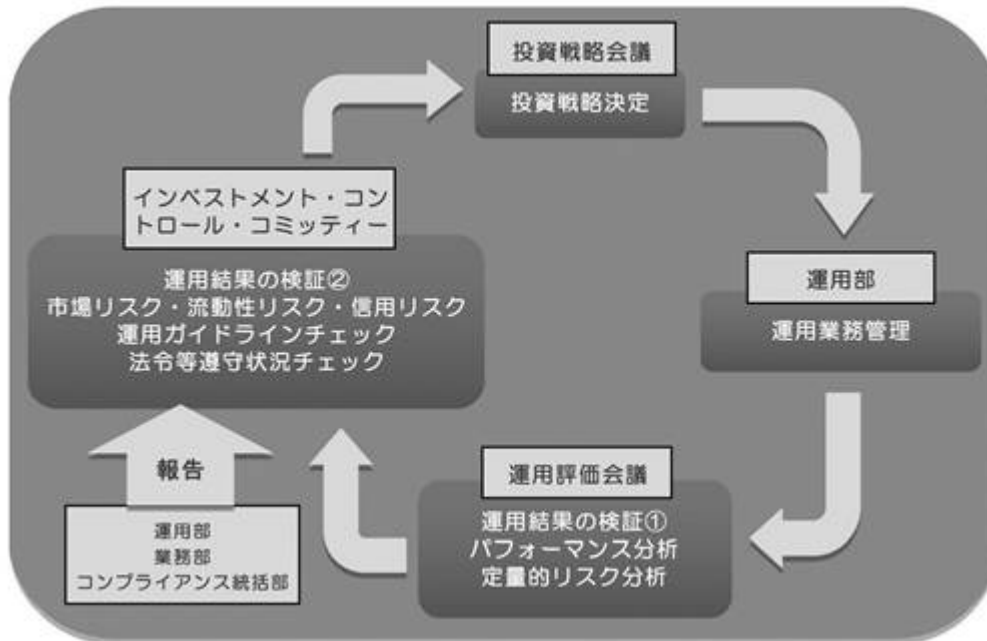 投資戦略会議
投資戦略決定
運用部
運用業務管理
運用評価会議
運用結果の検証①
パフォーマンス分析
定量的リスク分析
インベストメント・コン
トロール・コミッティー
運用結果の検証②
市場リスク・流動性リスク・信用リスク
運用ガイドラインチェック
法令等遵守状況チェック
報告
運用部
業務部
コンプライアンス統括部